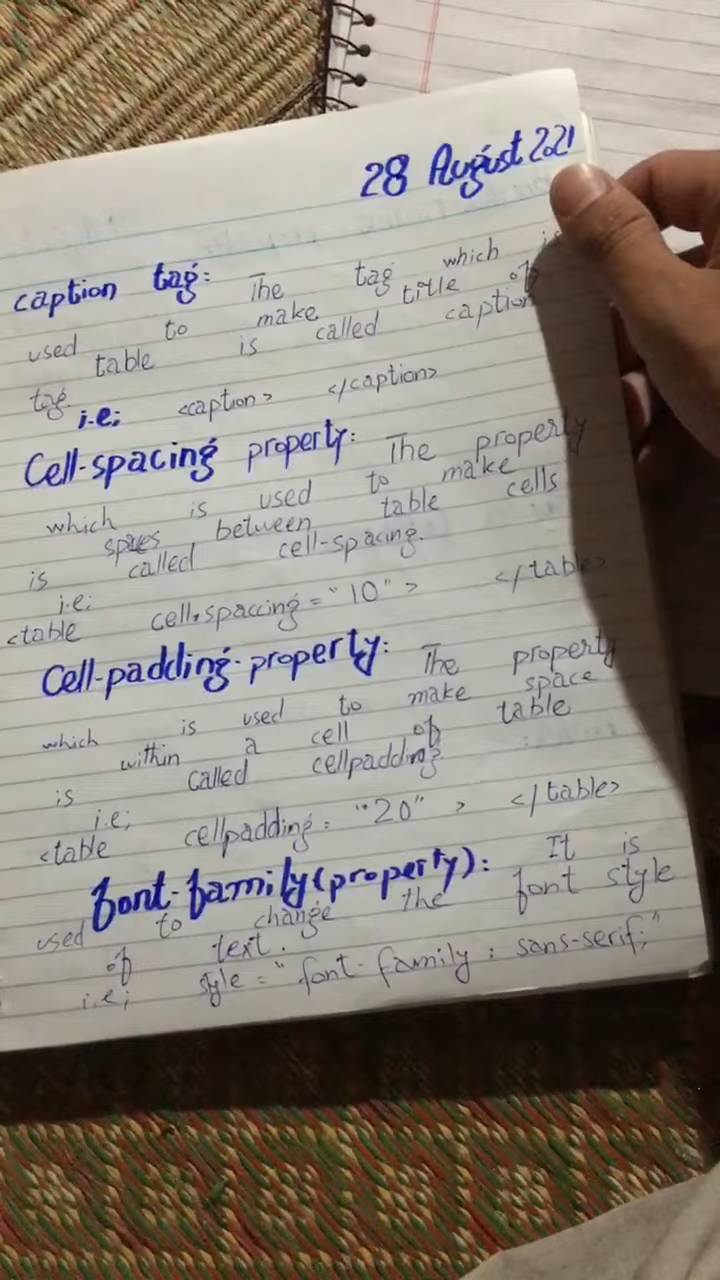 28 August 2021
caption tag: The tag which is
used to make title of
table is called caption
tag.
i.e; <caption> </caption>
Cell-spacing property: The property
which is used to make
spaces between table cells
is called cell-spacing.
i.e;
<table cell-spaccing="10"> </table>
Cell-padding-property: The property
which is used to make space
within a cell of table
is called cellpadding
i.e;
<table cellpadding= "20" > </table>
font-family(property): It is
used to change the font style
of text.
i.e; style="font-family: sans-serif;"